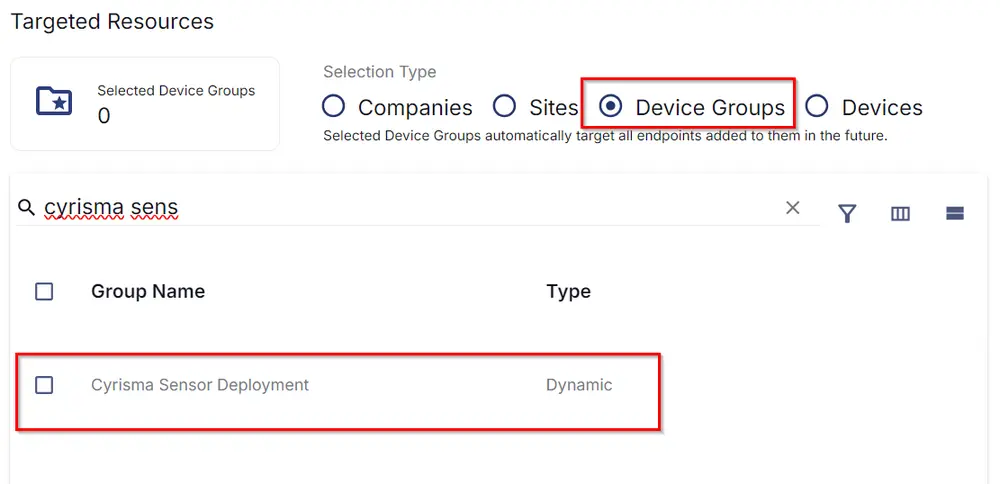 Targeted Resources
Selected Device Groups
0
Selection Type
Companies Sites Device Groups Devices
Selected Device Groups automatically target all endpoints added to them in the future.
cyrisma sens
Group Name Type
Cyrisma Sensor Deployment Dynamic